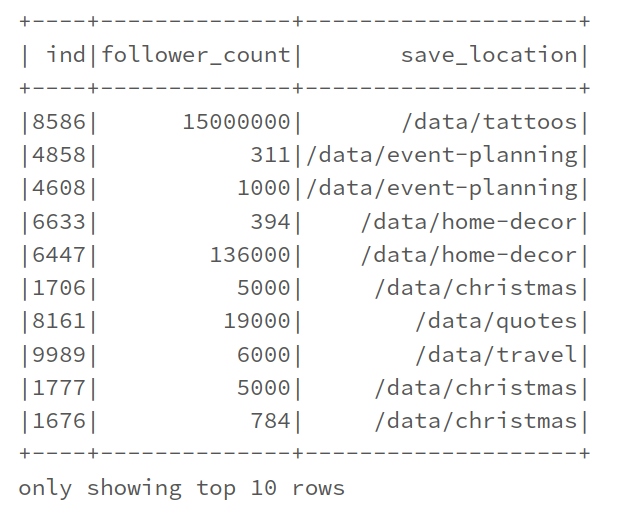 +----+--------------+--------------------+
| ind|follower_count|       save_location|
+----+--------------+--------------------+
|8586|      15000000|       /data/tattoos|
|4858|           311|/data/event-planning|
|4608|          1000|/data/event-planning|
|6633|           394|    /data/home-decor|
|6447|        136000|    /data/home-decor|
|1706|          5000|     /data/christmas|
|8161|         19000|        /data/quotes|
|9989|          6000|        /data/travel|
|1777|          5000|     /data/christmas|
|1676|           784|     /data/christmas|
+----+--------------+--------------------+
only showing top 10 rows